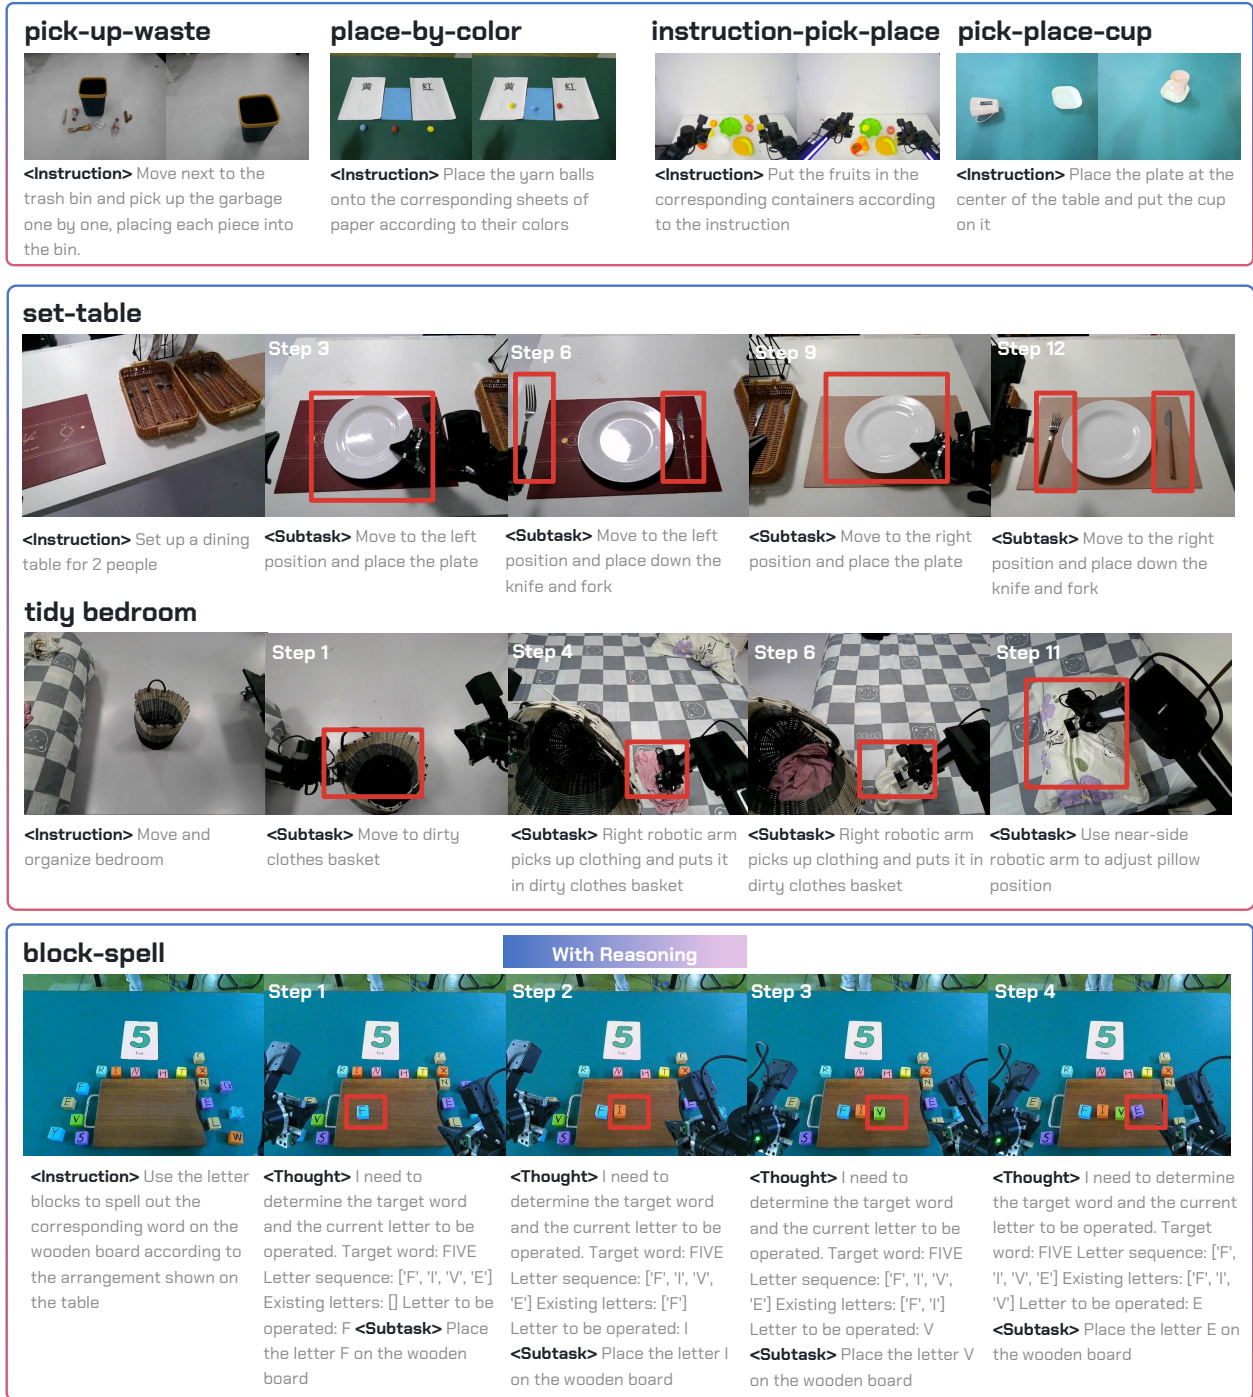 pick-up-waste
place-by-color
instruction-pick-place
pick-place-cup
黄
红
<Instruction> Move next to the
trash bin and pick up the garbage
one by one, placing each piece into
the bin.
<Instruction> Place the yarn balls
onto the corresponding sheets of
paper according to their colors
<Instruction> Put the fruits in the
corresponding containers according
to the instruction
<Instruction> Place the plate at the
center of the table and put the cup
on it
set-table
Step 3
Step 6
Step 9
Step 12
<Instruction> Set up a dining
table for 2 people
<Subtask> Move to the left
position and place the plate
<Subtask> Move to the left
position and place down the
knife and fork
<Subtask> Move to the right
position and place the plate
<Subtask> Move to the right
position and place down the
knife and fork
tidy bedroom
Step 1
Step 4
Step 6
Step 11
<Instruction> Move and
organize bedroom
<Subtask> Move to dirty
clothes basket
<Subtask> Right robotic arm
picks up clothing and puts it
in dirty clothes basket
<Subtask> Right robotic arm
picks up clothing and puts it in
dirty clothes basket
<Subtask> Use near-side
robotic arm to adjust pillow
position
block-spell
With Reasoning
Step 1
Step 2
Step 3
Step 4
5
5
5
5
5
<Instruction> Use the letter
blocks to spell out the
corresponding word on the
wooden board according to
the arrangement shown on
the table
<Thought> I need to
determine the target word
and the current letter to be
operated. Target word: FIVE
Letter sequence: ['F', 'I', 'V', 'E']
Existing letters: [] Letter to be
operated: F <Subtask> Place
the letter F on the wooden
board
<Thought> I need to
determine the target word
and the current letter to be
operated. Target word: FIVE
Letter sequence: ['F', 'I', 'V',
'E'] Existing letters: ['F']
Letter to be operated: I
<Subtask> Place the letter I
on the wooden board
<Thought> I need to
determine the target word
and the current letter to be
operated. Target word: FIVE
Letter sequence: ['F', 'I', 'V',
'E'] Existing letters: ['F', 'I']
Letter to be operated: V
<Subtask> Place the letter V
on the wooden board
<Thought> I need to determine
the target word and the current
letter to be operated. Target
word: FIVE Letter sequence: ['F',
'I', 'V', 'E'] Existing letters: ['F', 'I',
'V'] Letter to be operated: E
<Subtask> Place the letter E on
the wooden board